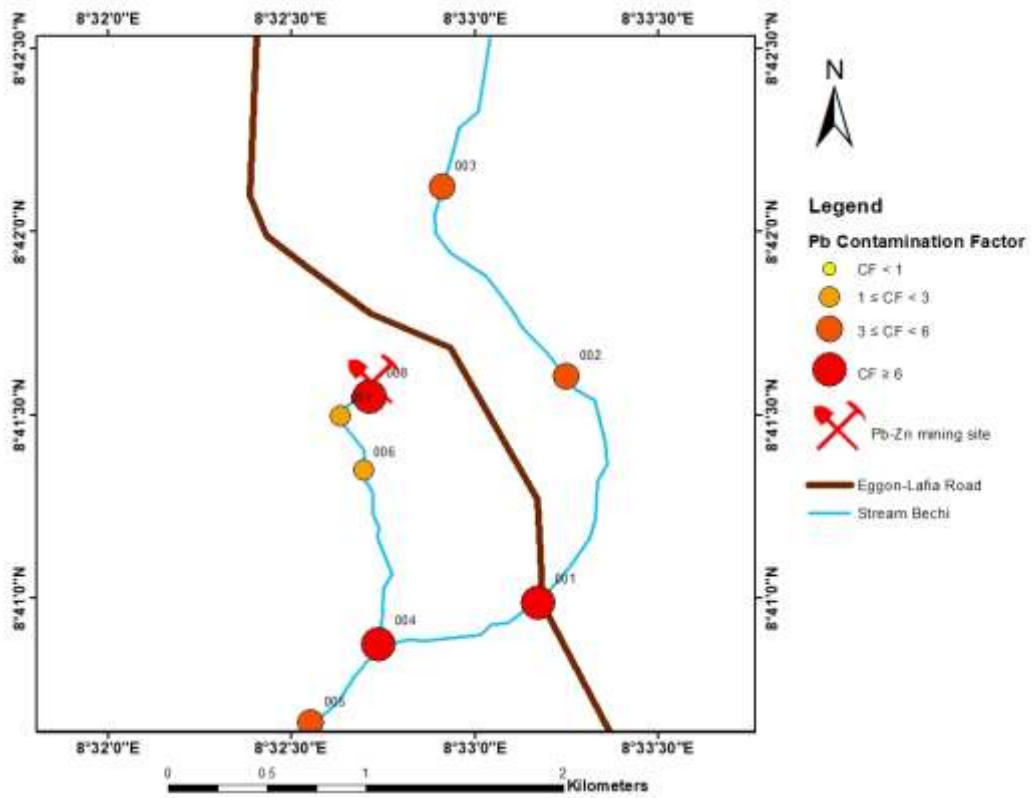 8°32'0"E 8°32'30"E 8°33'0"E 8°33'30"E
8°42'30"N
8°42'30"N
N
003
Legend
Pb Contamination Factor
8°42'0"N
8°42'0"N
CF < 1
1 ≤ CF < 3
3 ≤ CF < 6
002
008
CF ≥ 6
8°41'30"N
8°41'30"N
Pb-Zn mining site
006
Eggon-Lafia Road
Stream Bechi
001
8°41'0"N
8°41'0"N
004
005
8°32'0"E 8°32'30"E 8°33'0"E 8°33'30"E
0 0.5 1 2
Kilometers